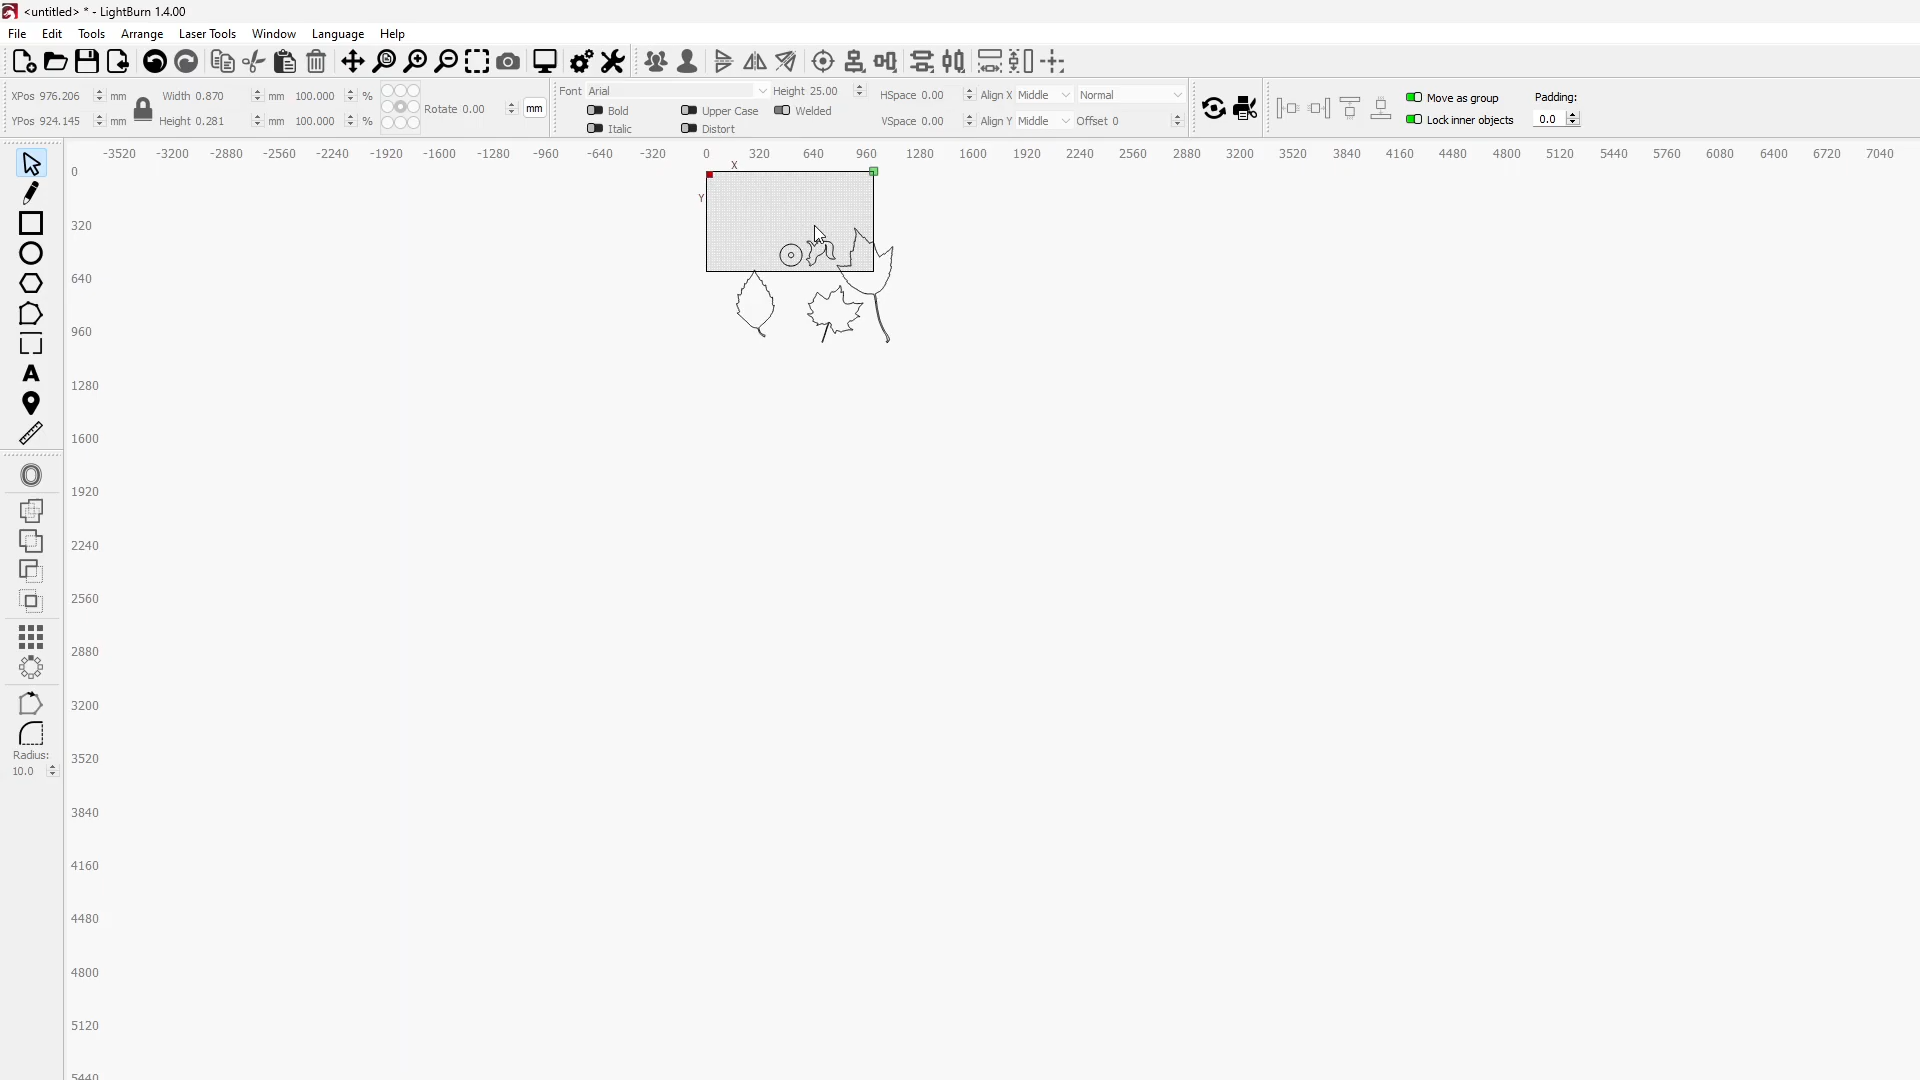 <untitled> * - LightBurn 1.4.00
File Edit Tools Arrange Laser Tools Window Language Help
XPos 976.206 mm Width 0.870 mm 100.000 %
YPos 924.145 mm Height 0.281 mm 100.000 %
Rotate 0.00 mm
Font Arial Height 25.00
Bold Upper Case Welded
Italic Distort
HSpace 0.00 Align X Middle Normal
VSpace 0.00 Align Y Middle Offset 0
Move as group Padding:
Lock inner objects 0.0
-3520 -3200 -2880 -2560 -2240 -1920 -1600 -1280 -960 -640 -320 0 320 640 960 1280 1600 1920 2240 2560 2880 3200 3520 3840 4160 4480 4800 5120 5440 5760 6080 6400 6720 7040
X
0
Y
320
640
960
1280
1600
1920
2240
2560
2880
3200
3520
3840
4160
4480
4800
5120
5440
A
Radius:
10.0